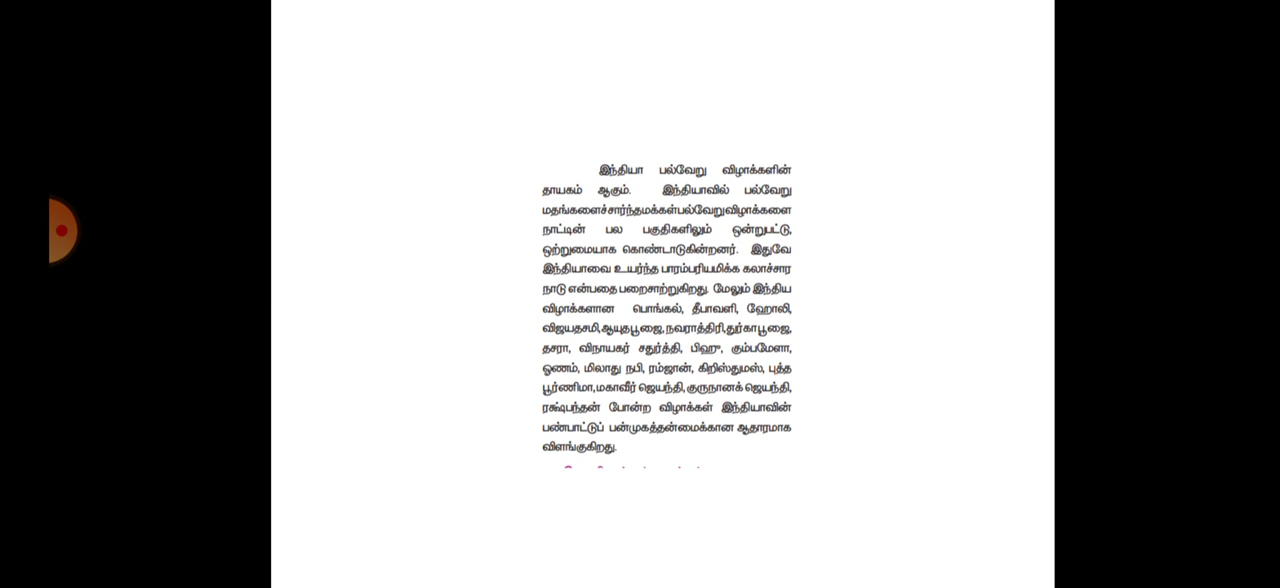 இந்தியா பல்வேறு விழாக்களின்
தாயகம் ஆகும். இந்தியாவில் பல்வேறு
மதங்களைச்சார்ந்தமக்கள்பல்வேறுவிழாக்களை
நாட்டின் பல பகுதிகளிலும் ஒன்றுபட்டு,
ஒற்றுமையாக கொண்டாடுகின்றனர். இதுவே
இந்தியாவை உயர்ந்த பாரம்பரியமிக்க கலாச்சார
நாடு என்பதை பறைசாற்றுகிறது. மேலும் இந்திய
விழாக்களான பொங்கல், தீபாவளி, ஹோலி,
விஜயதசமி,ஆயுதபூஜை,நவராத்திரி,துர்காபூஜை,
தசரா, விநாயகர் சதுர்த்தி, பிஹு, கும்பமேளா,
ஓணம், மிலாது நபி, ரம்ஜான், கிறிஸ்துமஸ், புத்த
பூர்ணிமா,மகாவீர் ஜெயந்தி, குருநானக் ஜெயந்தி,
ரக்ஷ்பந்தன் போன்ற விழாக்கள் இந்தியாவின்
பண்பாட்டுப் பன்முகத்தன்மைக்கான ஆதாரமாக
விளங்குகிறது.